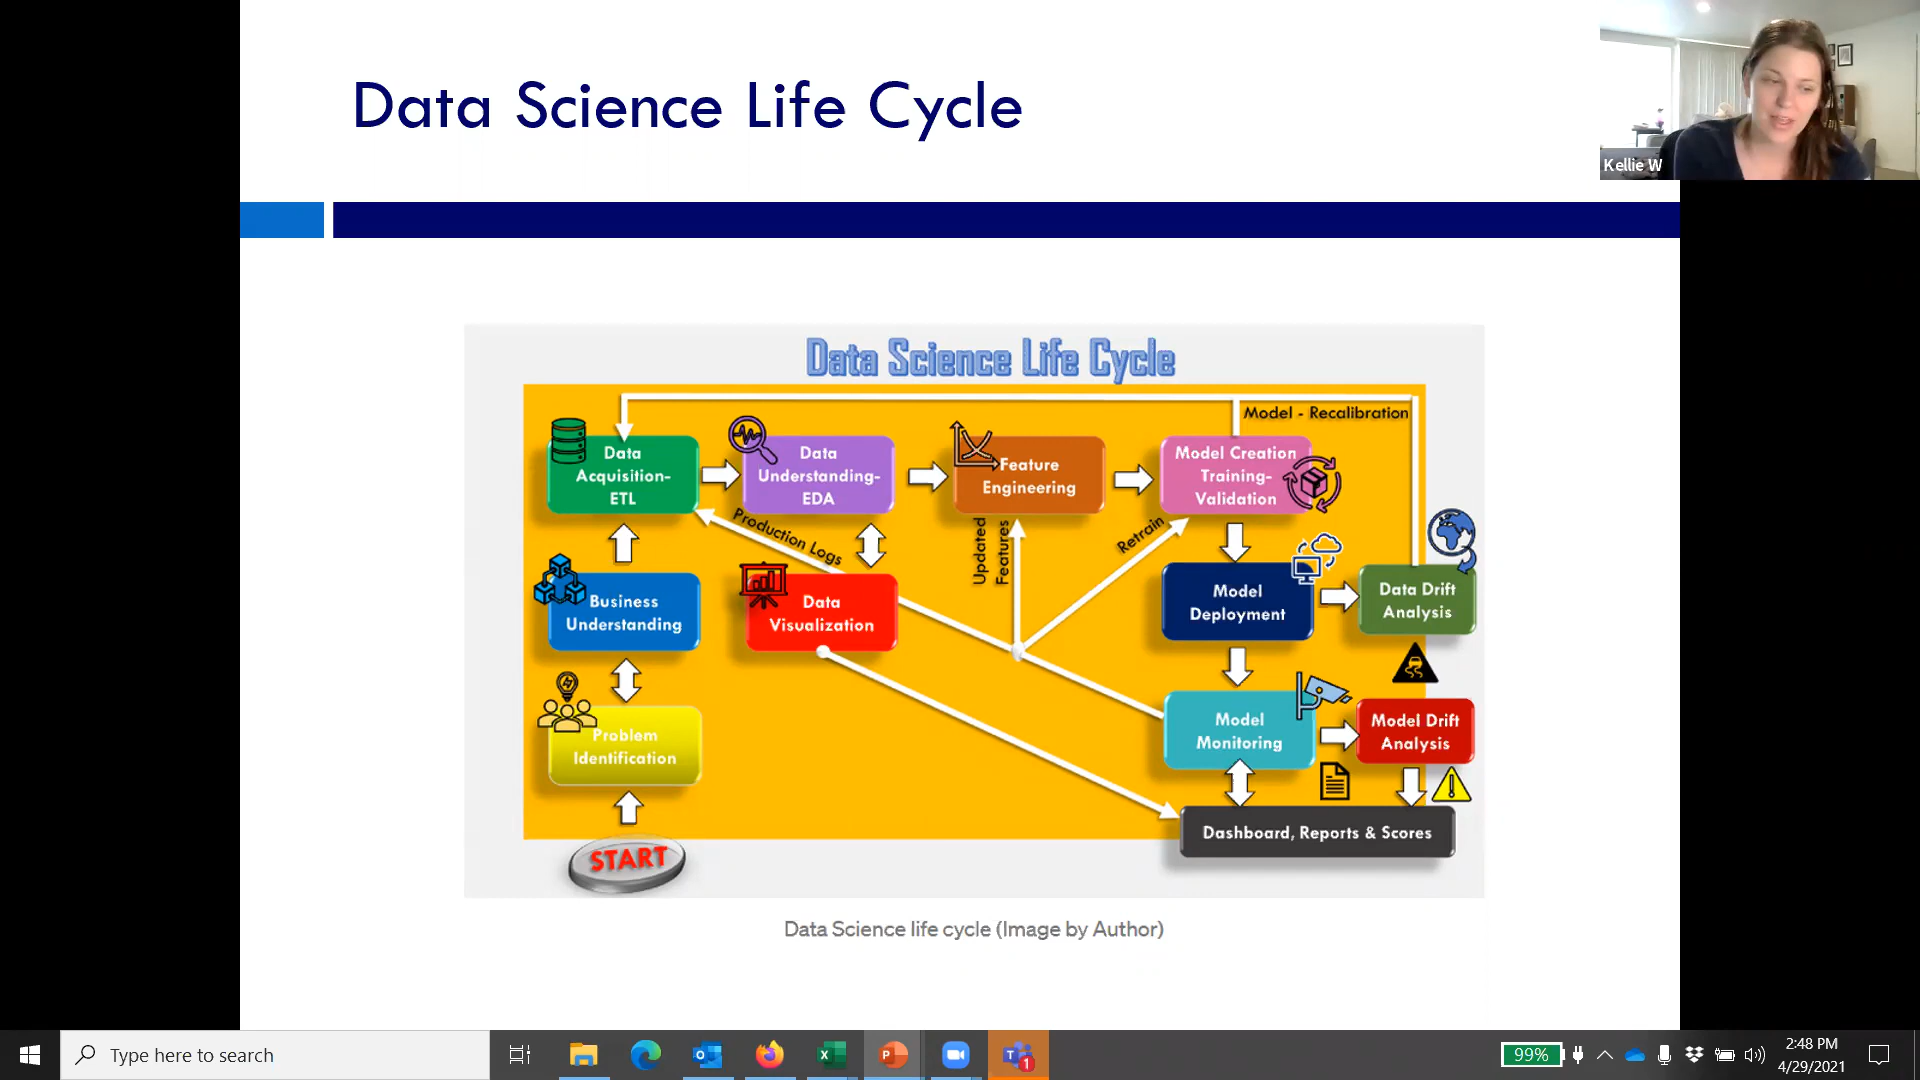 Data Science Life Cycle
Kellie W
Data Science Life Cycle
Model - Recalibration
Data
Acquisition-
ETL
Data
Understanding-
EDA
Feature
Engineering
Model Creation
Training-
Validation
Production Logs
Updated
Features
Retrain
Business
Understanding
Data
Visualization
Model
Deployment
Data Drift
Analysis
Problem
Identification
Model
Monitoring
Model Drift
Analysis
Dashboard, Reports & Scores
START
Data Science life cycle (Image by Author)
Type here to search
1
99%
2:48 PM
4/29/2021